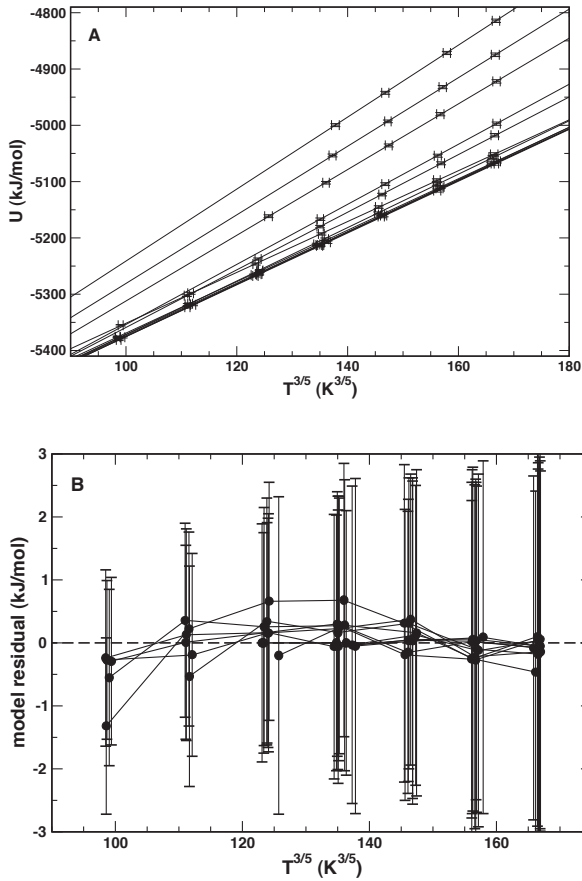 A
-4800
-4900
-5000
-5100
-5200
-5300
-5400
U (kJ/mol)
100 120 140 160 180
T^3/5 (K^3/5)
B
3
2
1
0
-1
-2
-3
model residual (kJ/mol)
100 120 140 160
T^3/5 (K^3/5)